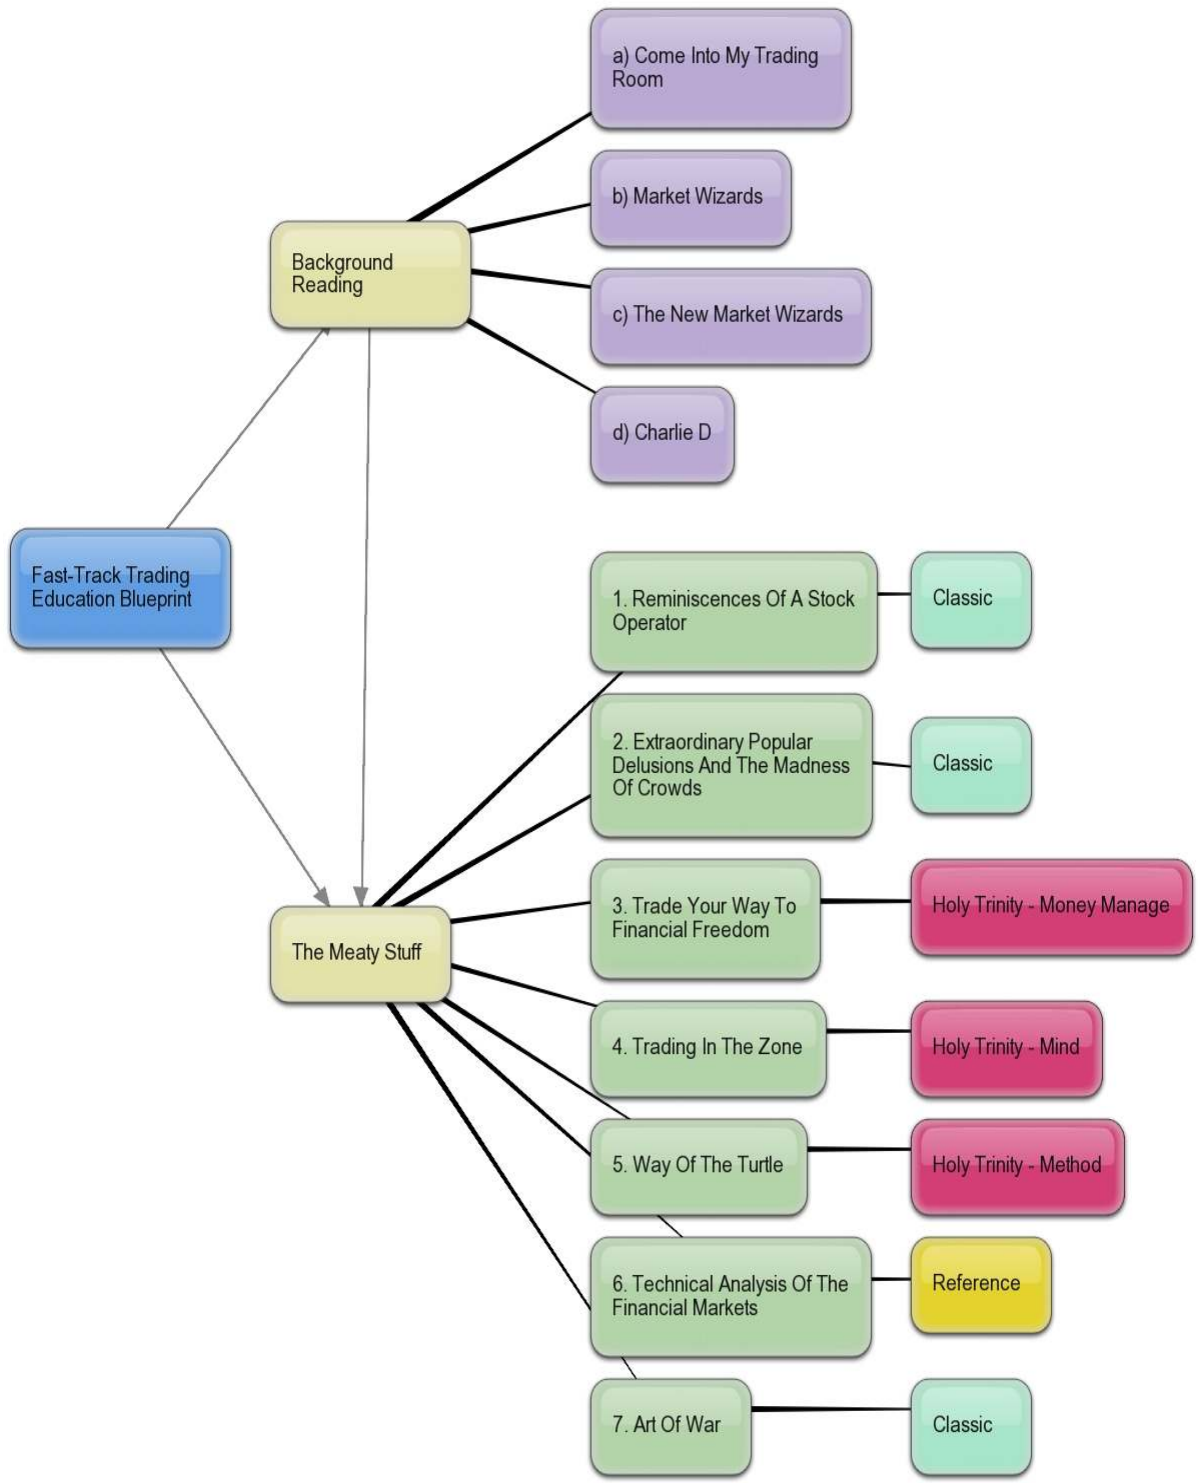 a) Come Into My Trading
Room
b) Market Wizards
Background
Reading
c) The New Market Wizards
d) Charlie D
Fast-Track Trading
Education Blueprint
1. Reminiscences Of A Stock
Operator
Classic
2. Extraordinary Popular
Delusions And The Madness
Of Crowds
Classic
The Meaty Stuff
3. Trade Your Way To
Financial Freedom
Holy Trinity - Money Manage
4. Trading In The Zone
Holy Trinity - Mind
5. Way Of The Turtle
Holy Trinity - Method
6. Technical Analysis Of The
Financial Markets
Reference
7. Art Of War
Classic